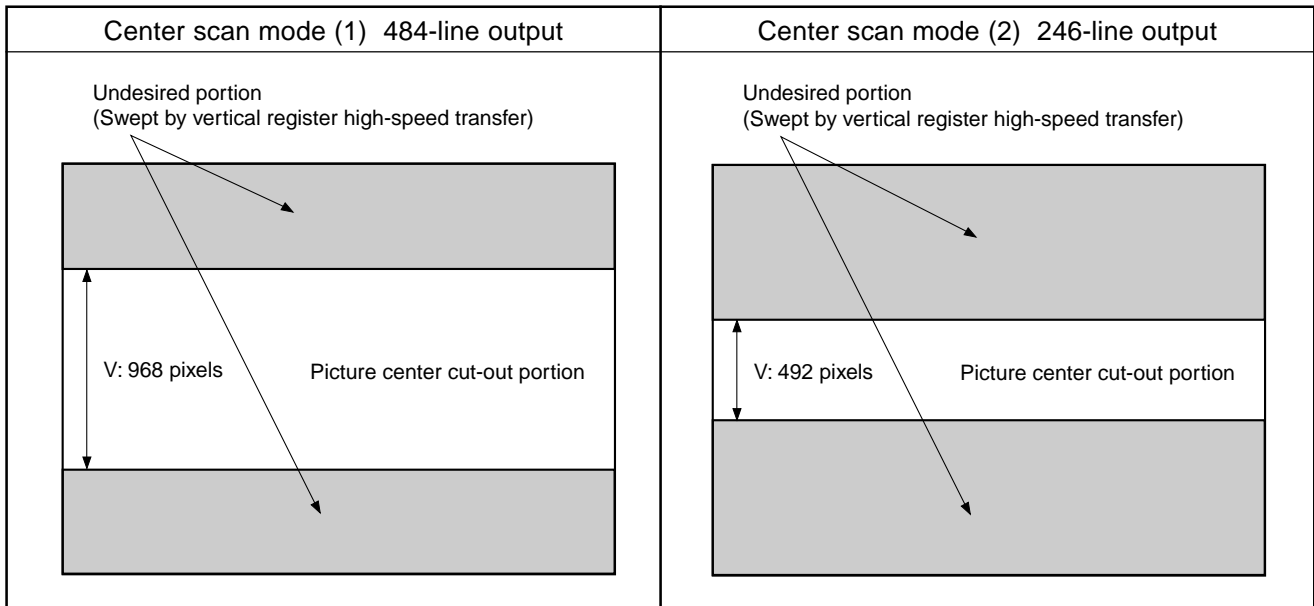 Center scan mode (1) 484-line output
Undesired portion
(Swept by vertical register high-speed transfer)
V: 968 pixels
Picture center cut-out portion
Center scan mode (2) 246-line output
Undesired portion
(Swept by vertical register high-speed transfer)
V: 492 pixels
Picture center cut-out portion